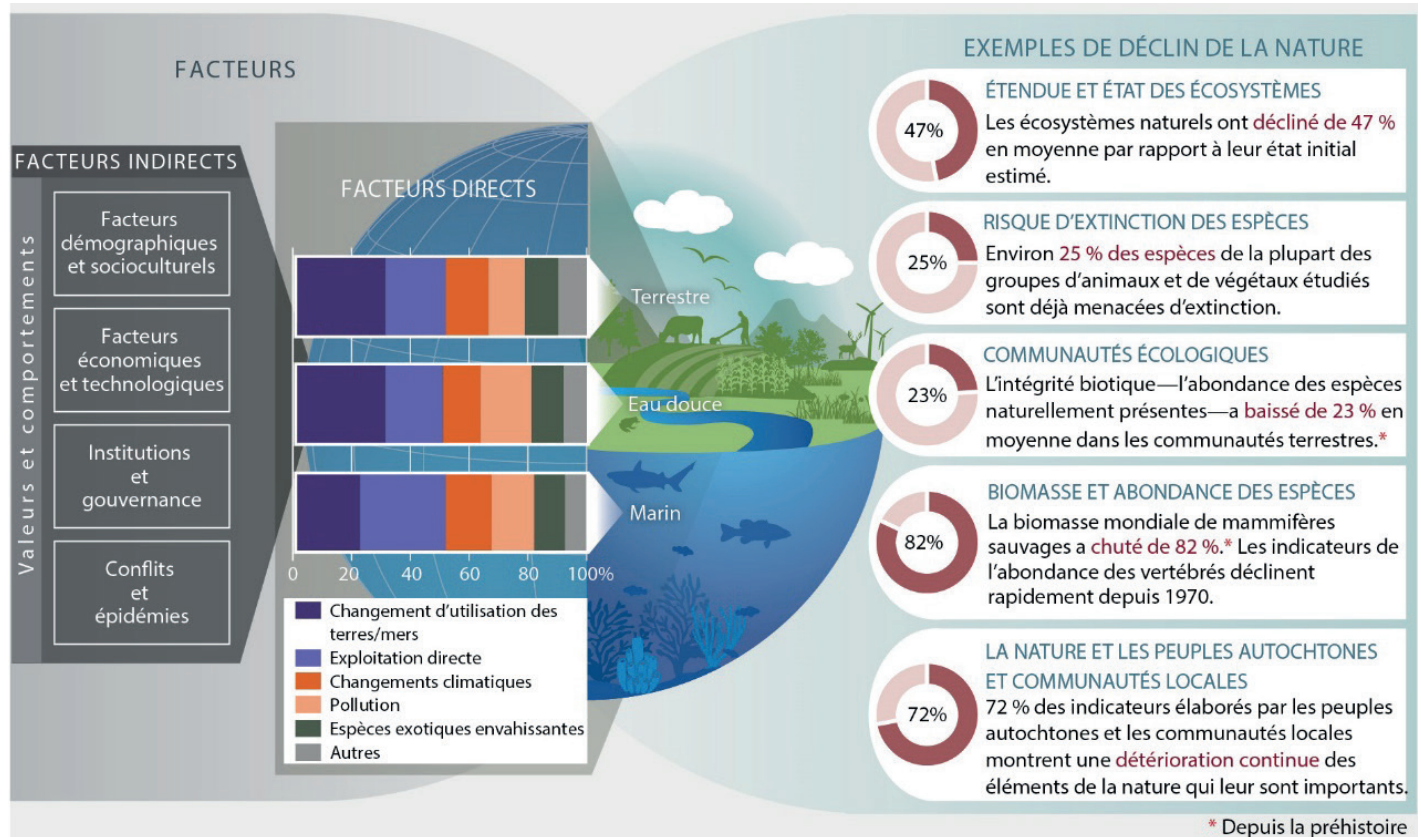 FACTEURS
FACTEURS INDIRECTS
Valeurs et comportements
Facteurs
démographiques
et socioculturels
Facteurs
économiques
et technologiques
Institutions
et
gouvernance
Conflits
et
épidémies
FACTEURS DIRECTS
Terrestre
Eau douce
Marin
0 20 40 60 80 100%
Changement d'utilisation des
terres/mers
Exploitation directe
Changements climatiques
Pollution
Espèces exotiques envahissantes
Autres
EXEMPLES DE DÉCLIN DE LA NATURE
47%
ÉTENDUE ET ÉTAT DES ÉCOSYSTÈMES
Les écosystèmes naturels ont décliné de 47 %
en moyenne par rapport à leur état initial
estimé.
25%
RISQUE D'EXTINCTION DES ESPÈCES
Environ 25 % des espèces de la plupart des
groupes d'animaux et de végétaux étudiés
sont déjà menacées d'extinction.
23%
COMMUNAUTÉS ÉCOLOGIQUES
L'intégrité biotique—l'abondance des espèces
naturellement présentes—a baissé de 23 % en
moyenne dans les communautés terrestres.*
82%
BIOMASSE ET ABONDANCE DES ESPÈCES
La biomasse mondiale de mammifères
sauvages a chuté de 82 %.* Les indicateurs de
l'abondance des vertébrés déclinent
rapidement depuis 1970.
72%
LA NATURE ET LES PEUPLES AUTOCHTONES
ET COMMUNAUTÉS LOCALES
72 % des indicateurs élaborés par les peuples
autochtones et les communautés locales
montrent une détérioration continue des
éléments de la nature qui leur sont importants.
* Depuis la préhistoire